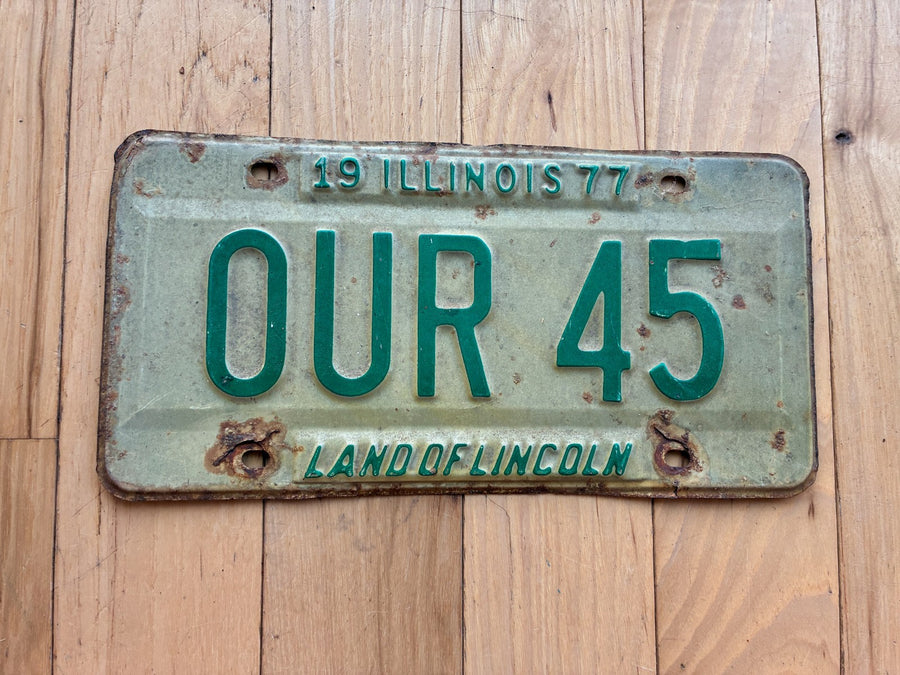 19 ILLINOIS 77
OUR 45
LAND OF LINCOLN